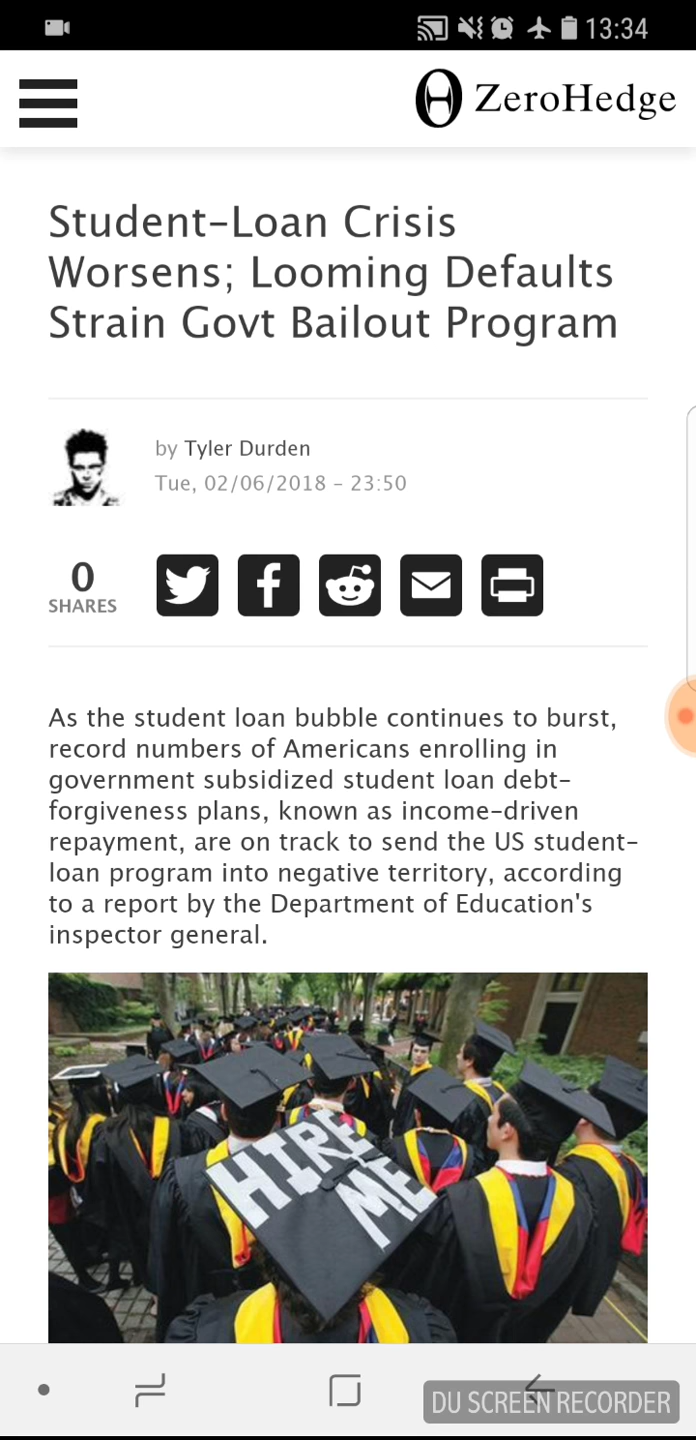 13:34
ZeroHedge
Student-Loan Crisis
Worsens; Looming Defaults
Strain Govt Bailout Program
by Tyler Durden
Tue, 02/06/2018 - 23:50
0
SHARES
As the student loan bubble continues to burst,
record numbers of Americans enrolling in
government subsidized student loan debt-
forgiveness plans, known as income-driven
repayment, are on track to send the US student-
loan program into negative territory, according
to a report by the Department of Education's
inspector general.
HIRE
ME
DU SCREEN RECORDER